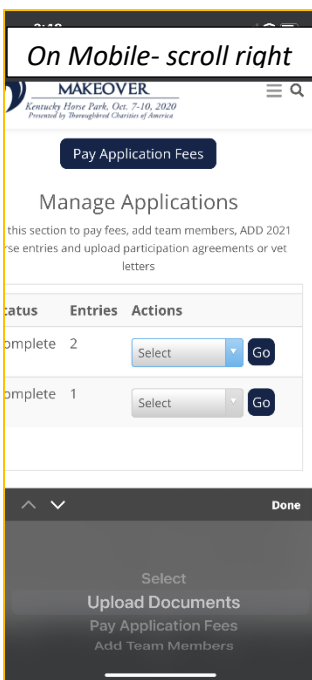 On Mobile- scroll right
MAKEOVER
Kentucky Horse Park, Oct. 7-10, 2020
Presented by Thoroughbred Charities of America
Pay Application Fees
Manage Applications
this section to pay fees, add team members, ADD 2021
rse entries and upload participation agreements or vet
letters
tatus Entries Actions
omplete 2 Select Go
omplete 1 Select Go
Done
Select
Upload Documents
Pay Application Fees
Add Team Members